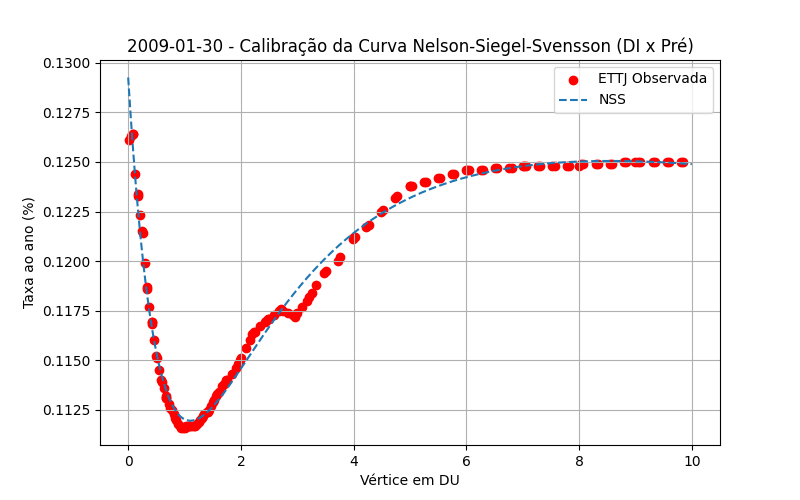 2009-01-30 - Calibração da Curva Nelson-Siegel-Svensson (DI x Pré)
ETTJ Observada
NSS
Taxa ao ano (%)
0.1300
0.1275
0.1250
0.1225
0.1200
0.1175
0.1150
0.1125
0 2 4 6 8 10
Vértice em DU